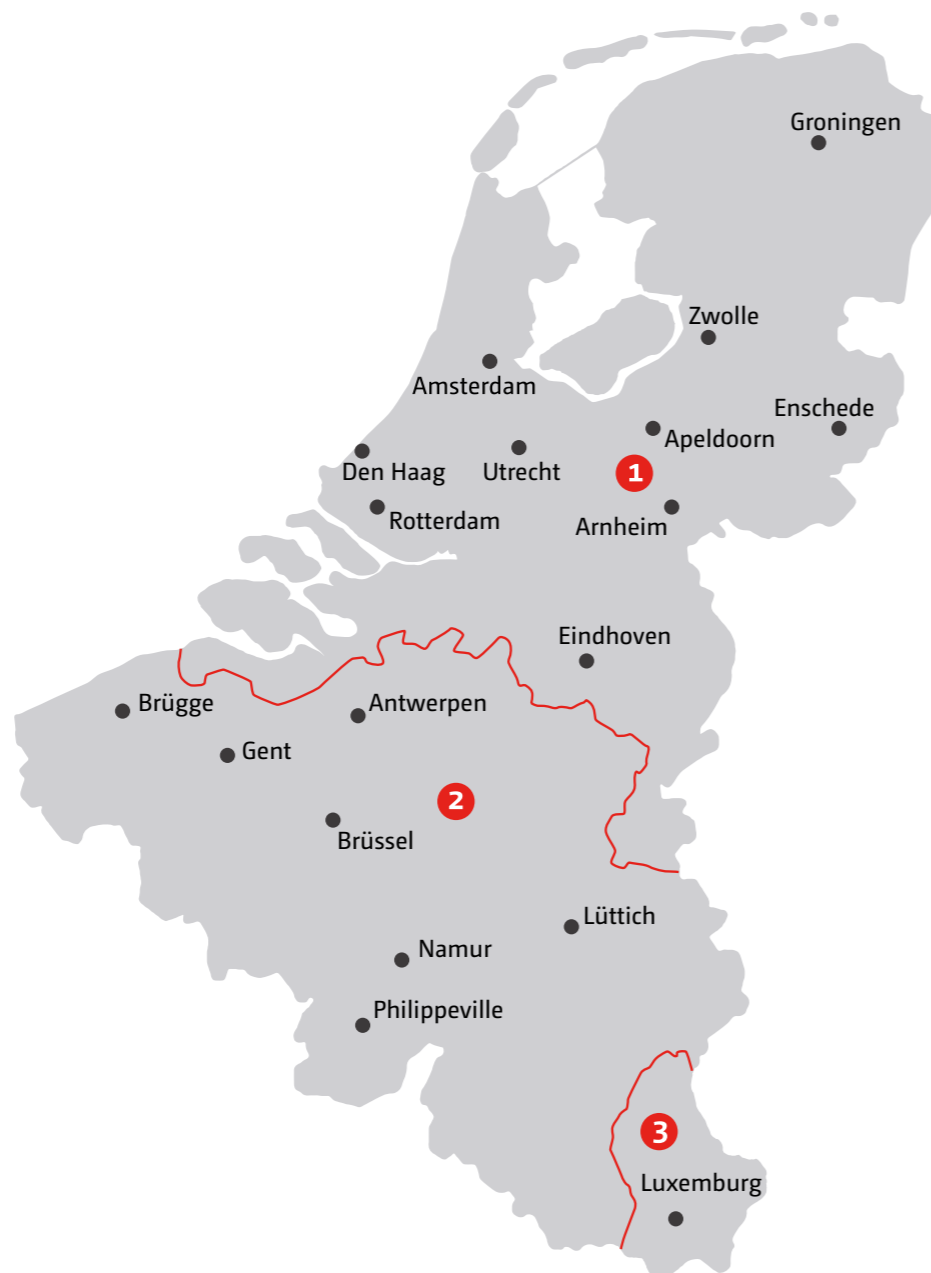 Groningen
Zwolle
Amsterdam
Enschede
Apeldoorn
Den Haag
Utrecht
1
Rotterdam
Arnheim
Eindhoven
Brügge
Antwerpen
Gent
2
Brüssel
Lüttich
Namur
Philippeville
3
Luxemburg